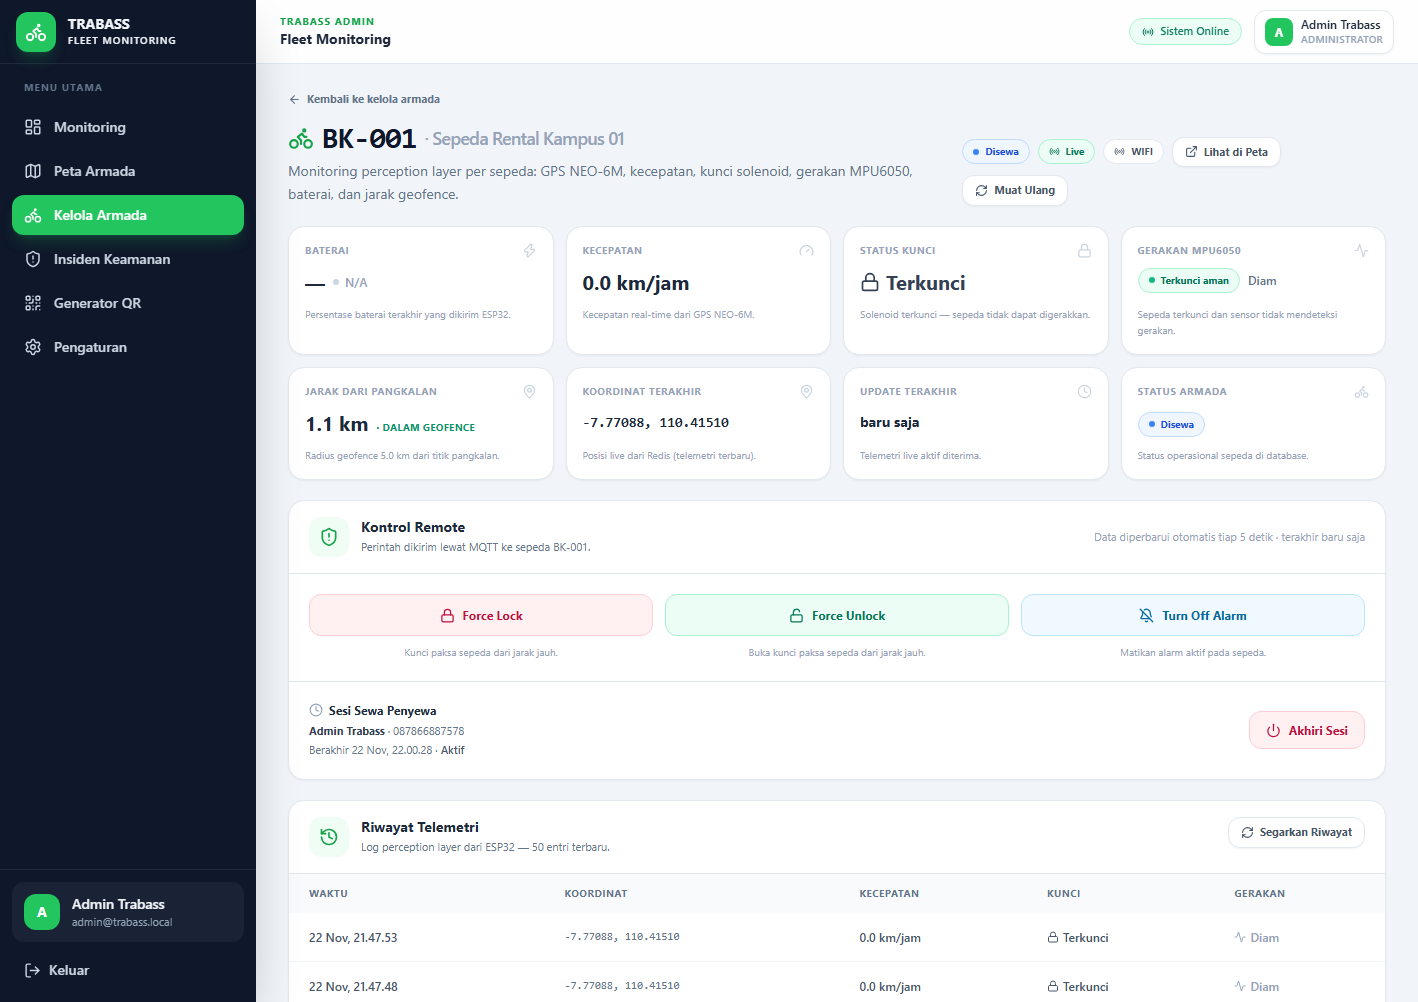 TRABASS
FLEET MONITORING
MENU UTAMA
Monitoring
Peta Armada
Kelola Armada
Insiden Keamanan
Generator QR
Pengaturan
A
Admin Trabass
admin@trabass.local
Keluar
TRABASS ADMIN
Fleet Monitoring
Sistem Online
A
Admin Trabass
ADMINISTRATOR
Kembali ke kelola armada
BK-001 · Sepeda Rental Kampus 01
Monitoring perception layer per sepeda: GPS NEO-6M, kecepatan, kunci solenoid, gerakan MPU6050,
baterai, dan jarak geofence.
Disewa
Live
WIFI
Lihat di Peta
Muat Ulang
BATERAI
— N/A
Persentase baterai terakhir yang dikirim ESP32.
KECEPATAN
0.0 km/jam
Kecepatan real-time dari GPS NEO-6M.
STATUS KUNCI
Terkunci
Solenoid terkunci — sepeda tidak dapat digerakkan.
GERAKAN MPU6050
Terkunci aman Diam
Sepeda terkunci dan sensor tidak mendeteksi
gerakan.
JARAK DARI PANGKALAN
1.1 km · DALAM GEOFENCE
Radius geofence 5.0 km dari titik pangkalan.
KOORDINAT TERAKHIR
-7.77088, 110.41510
Posisi live dari Redis (telemetri terbaru).
UPDATE TERAKHIR
baru saja
Telemetri live aktif diterima.
STATUS ARMADA
Disewa
Status operasional sepeda di database.
Kontrol Remote
Perintah dikirim lewat MQTT ke sepeda BK-001.
Data diperbarui otomatis tiap 5 detik · terakhir baru saja
Force Lock
Kunci paksa sepeda dari jarak jauh.
Force Unlock
Buka kunci paksa sepeda dari jarak jauh.
Turn Off Alarm
Matikan alarm aktif pada sepeda.
Sesi Sewa Penyewa
Admin Trabass · 087866887578
Berakhir 22 Nov, 22.00.28 · Aktif
Akhiri Sesi
Riwayat Telemetri
Log perception layer dari ESP32 — 50 entri terbaru.
Segarkan Riwayat
WAKTU KOORDINAT KECEPATAN KUNCI GERAKAN
22 Nov, 21.47.53 -7.77088, 110.41510 0.0 km/jam Terkunci Diam
22 Nov, 21.47.48 -7.77088, 110.41510 0.0 km/jam Terkunci Diam